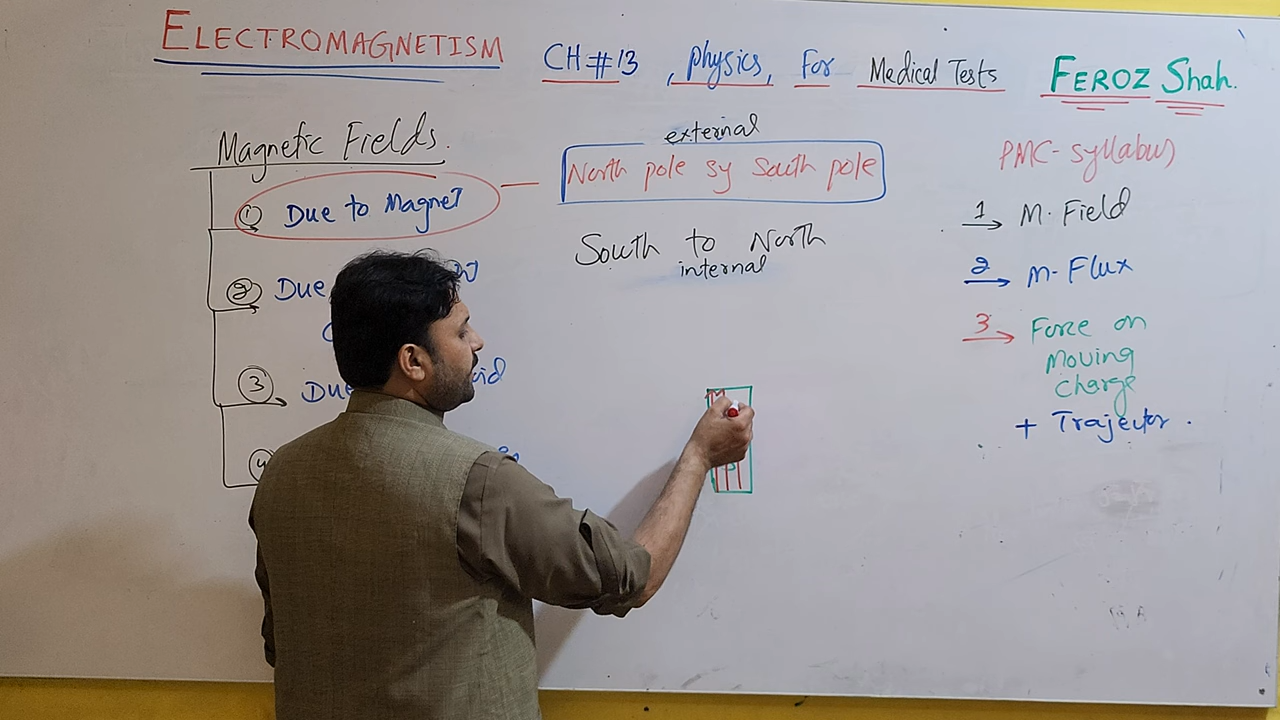 ELECTROMAGNETISM CH#13, physics, For Medical Tests FEROZ Shah.
Magnetic Fields.
① Due to Magnet
② Due
③ Due
④
external
North pole sy South pole
South to North
internal
PMC-syllabus
1 M. Field
2 M. Flux
3 Force on
Moving
charge
+ Trajector.